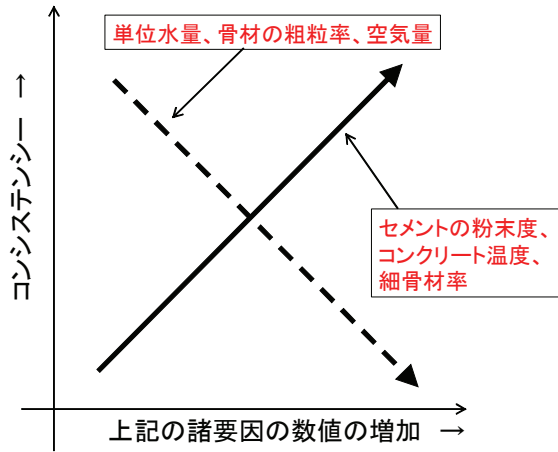 単位水量、骨材の粗粒率、空気量
コンシステンシー →
セメントの粉末度、
コンクリート温度、
細骨材率
上記の諸要因の数値の増加 →